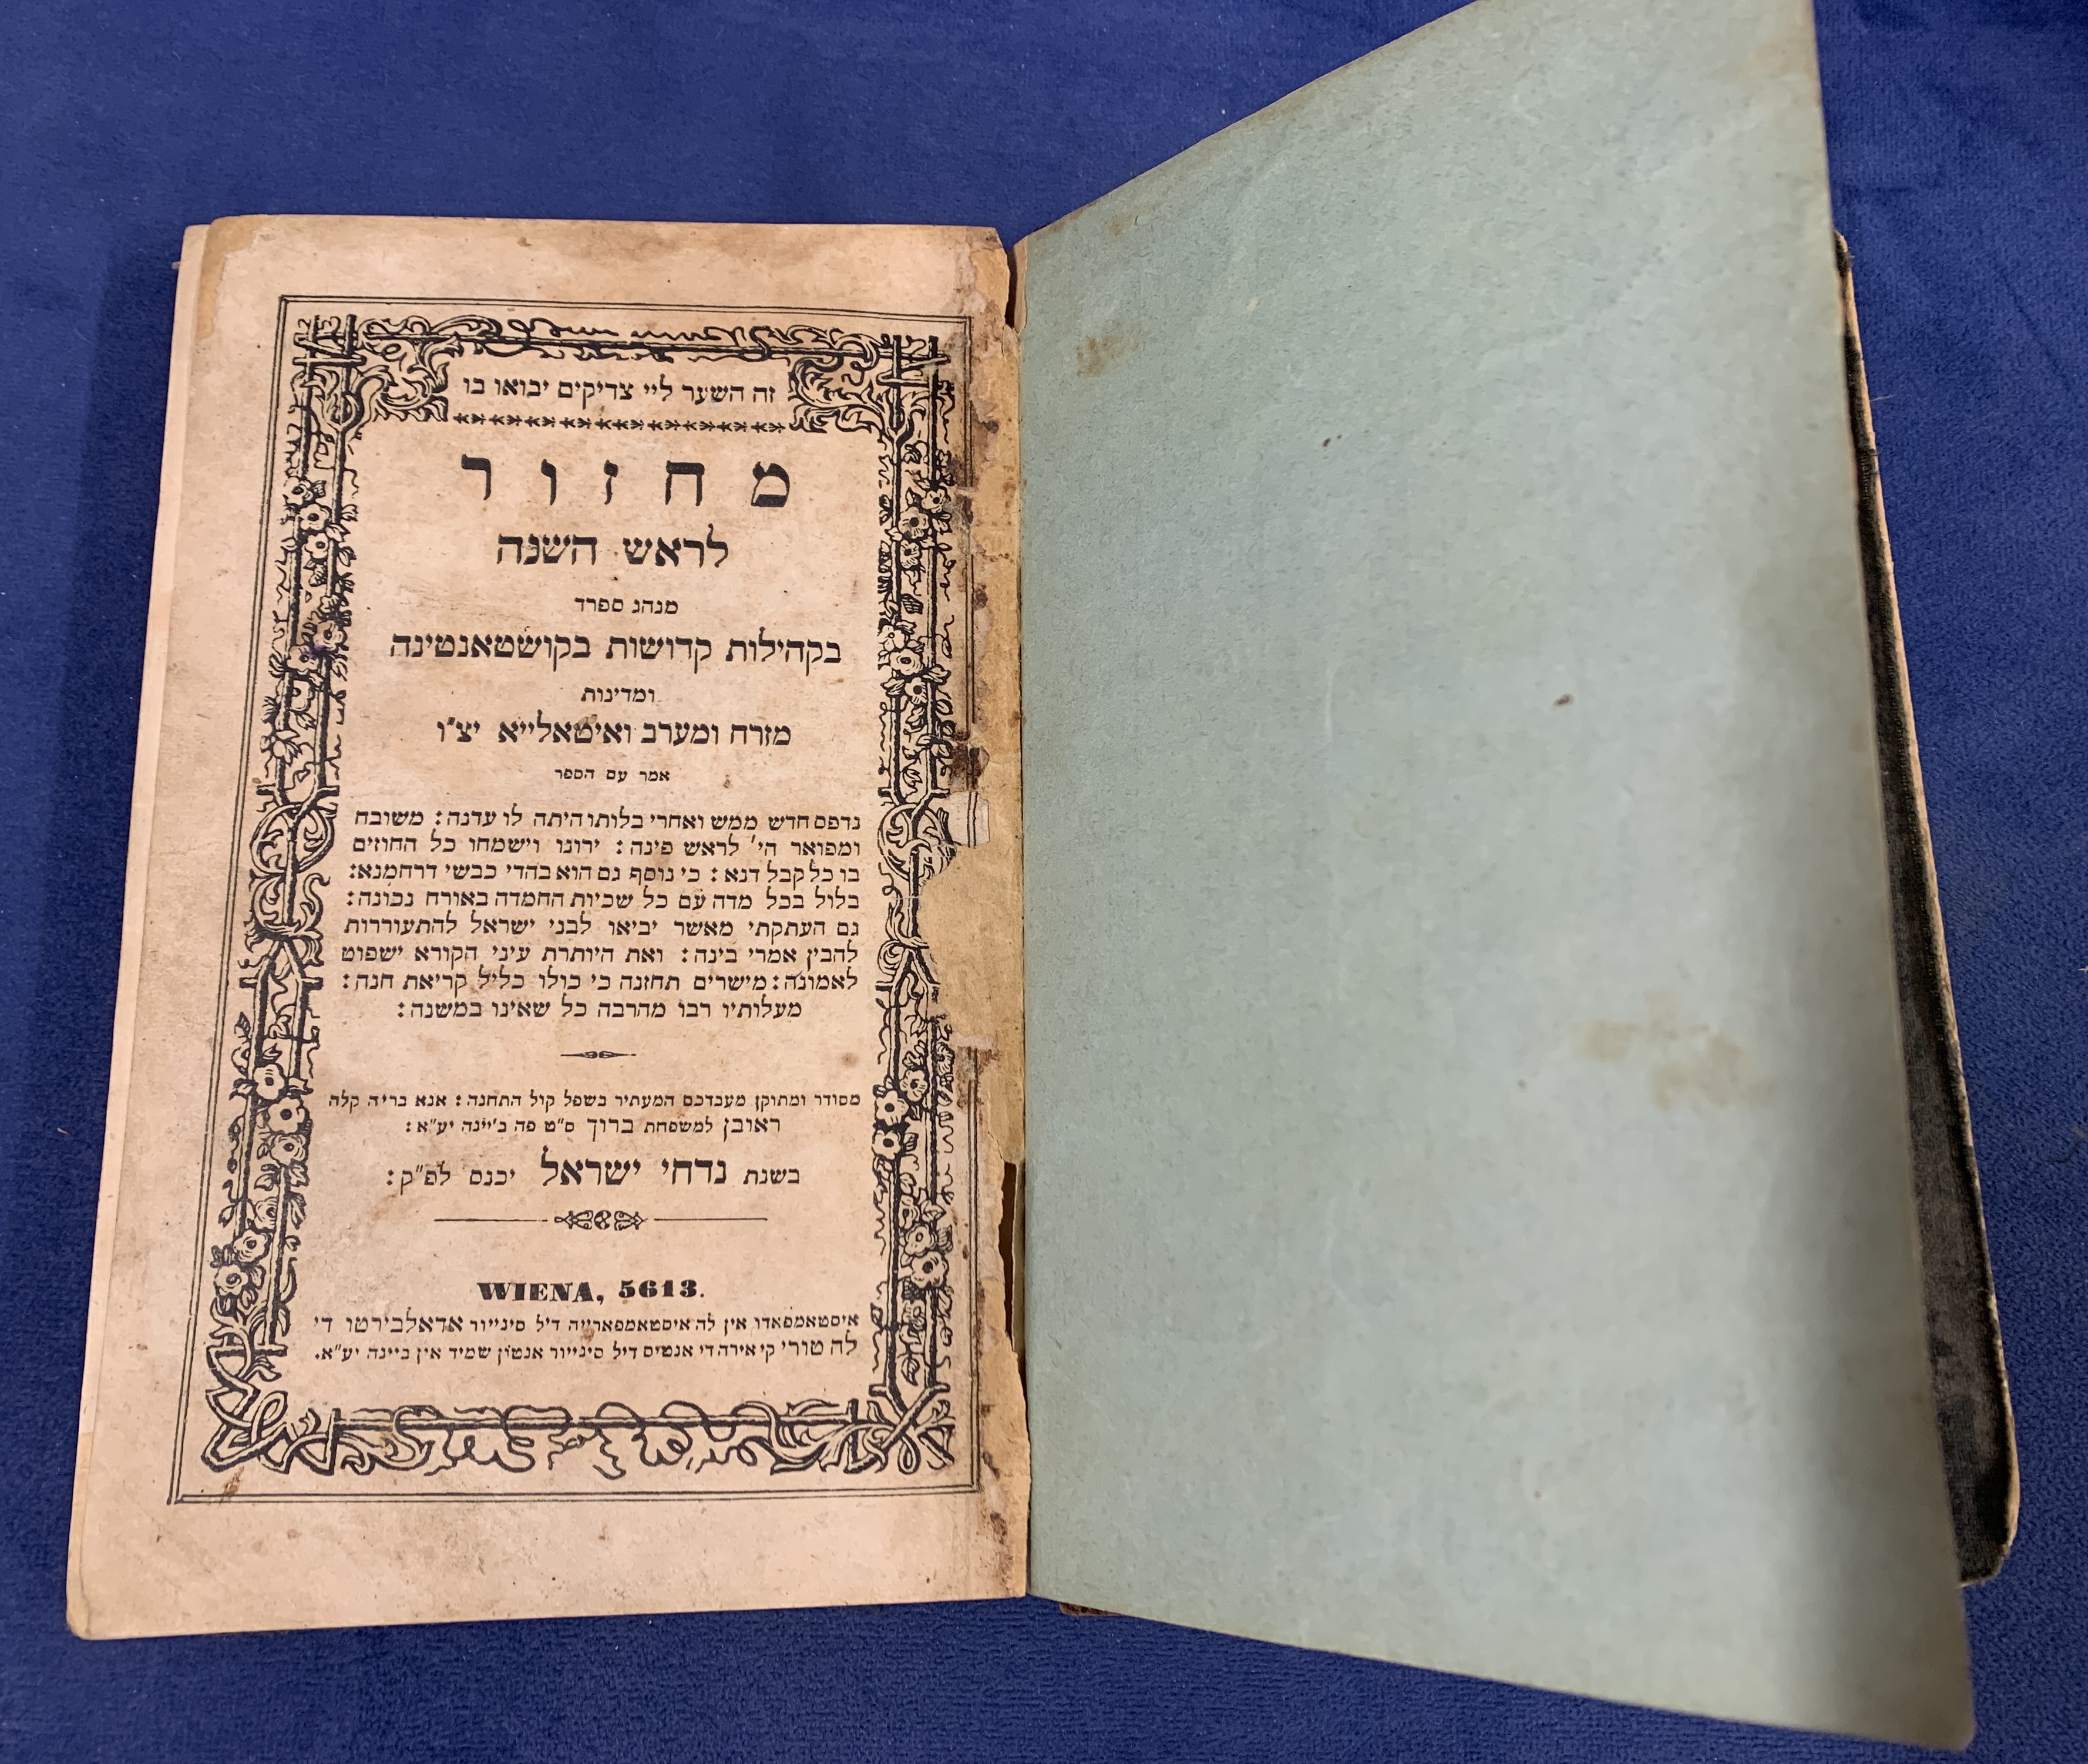 זה השער ליי צדיקים יבואו בו
מחזור
לראש השנה
מנהג ספרד
בקהילות קדושות בקושטאנטינה
ומדינות
מזרח ומערב ואיטאלייא יצ״ו
אמר עם הספר
נדפס חדש ממש ואחרי בלותו היתה לו עדנה: משובח
ומפואר הי׳ לראש פינה: ירונו וישמחו כל החוזים
בו כל קבל דנא: כי נוסף גם הוא בהדי כבשי דרחמנא:
בלול בכל מדה עם כל שכיות החמדה באורח נכונה:
גם העתקתי מאשר יביאו לבני ישראל להתעוררות
להבין אמרי בינה: ואת היותרת עיני הקורא ישפוט
לאמונה: מישרים תחזנה כי כולו כליל קריאת חנה:
מעלותיו רבו מהרבה כל שאינו במשנה:
מסודר ומתוקן מעבדכם המעתיר בשפל קול התחנה: אנא בריה קלה
ראובן למשפחת ברוך ס״ט פה ב׳יינה יע״א:
בשנת נדחי ישראל יכנס לפ״ק:
WIENA, 5613.
איסטאמפאדו אין לה איסטאמפארייה דיל סינייור אדאלבירטו די
לה טורי קי אירה די אנטיס דיל סינייור אנטון שמיד אין ביינה יע״א.